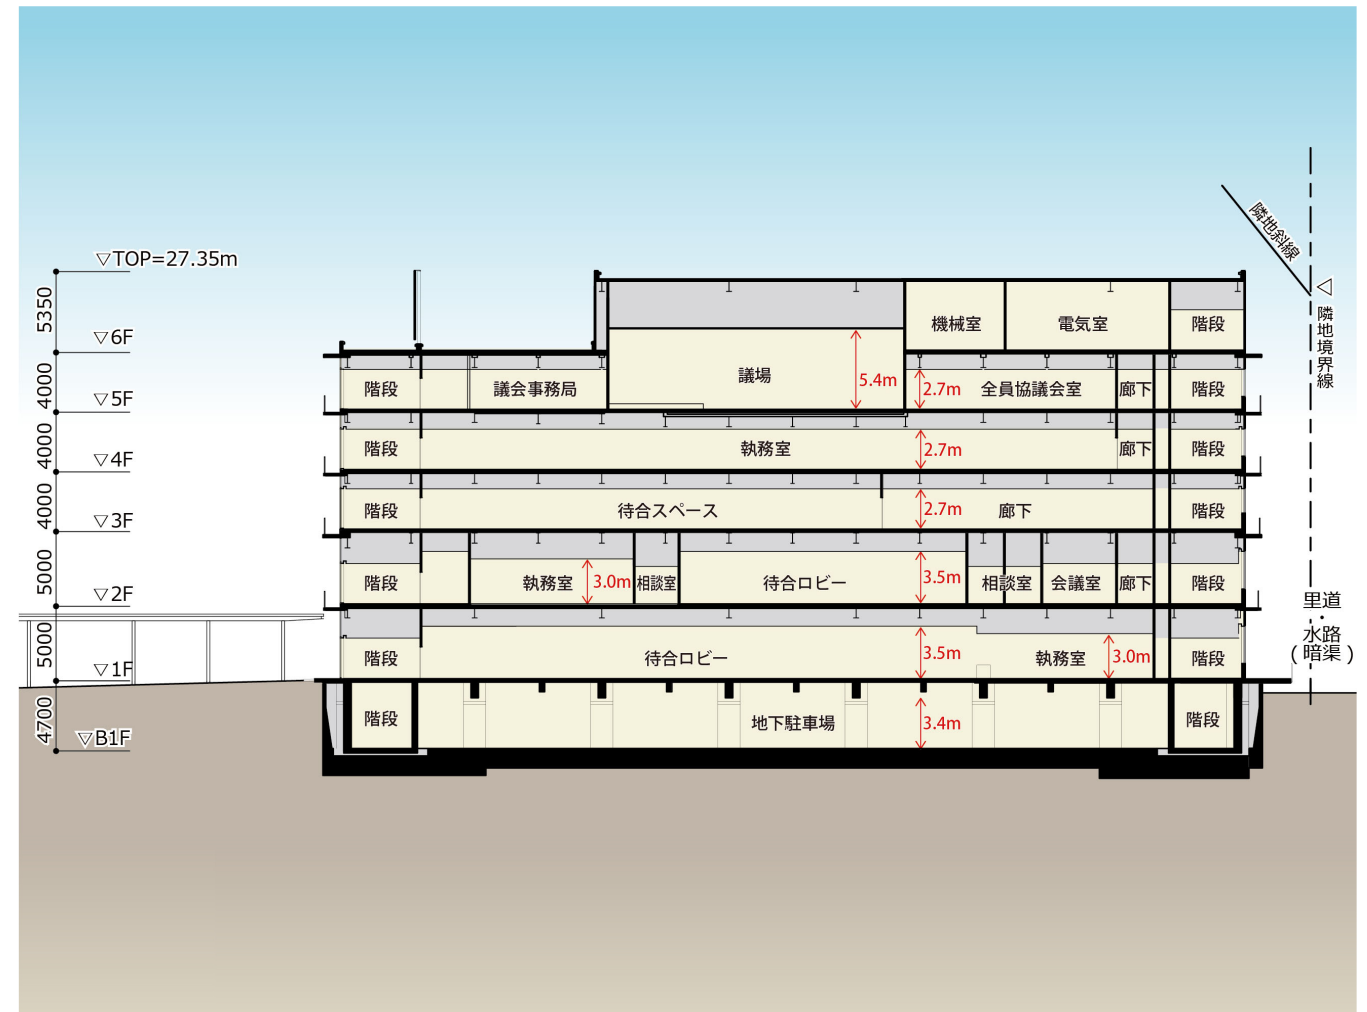 隣地斜線
▽TOP=27.35m
◁
隣地境界線
5350
▽6F
機械室
電気室
階段
4000
▽5F
階段
議会事務局
議場
5.4m
2.7m
全員協議会室
廊下
階段
4000
▽4F
階段
執務室
2.7m
廊下
階段
4000
▽3F
階段
待合スペース
2.7m
廊下
階段
5000
▽2F
階段
執務室
3.0m
相談室
待合ロビー
3.5m
相談室
会議室
廊下
階段
里道
・
水路
(暗渠)
5000
▽1F
階段
待合ロビー
3.5m
執務室
3.0m
階段
4700
▽B1F
階段
地下駐車場
3.4m
階段